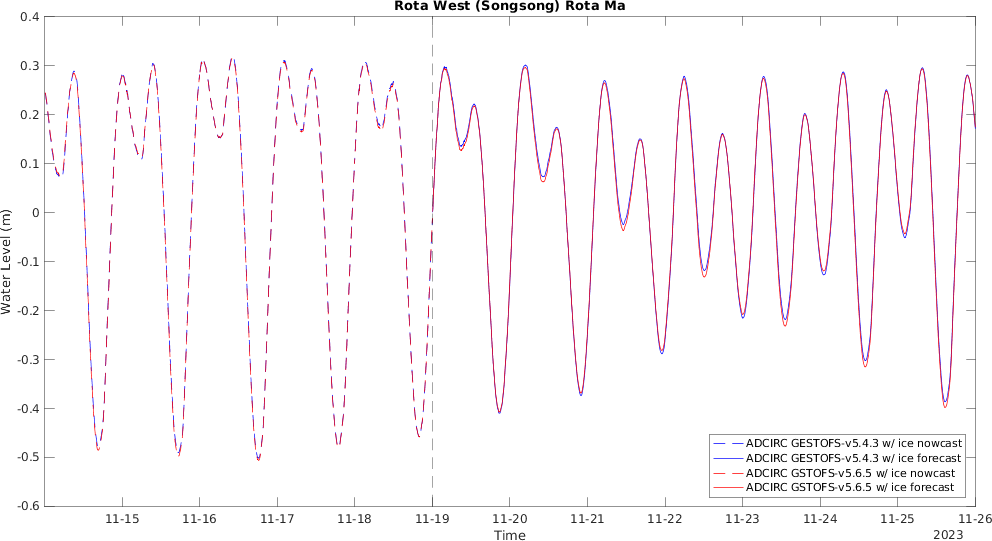 Rota West (Songsong) Rota Ma
0.4
0.3
0.2
0.1
0
-0.1
-0.2
-0.3
-0.4
-0.5
-0.6
Water Level (m)
ADCIRC GESTOFS-v5.4.3 w/ ice nowcast
ADCIRC GESTOFS-v5.4.3 w/ ice forecast
ADCIRC GSTOFS-v5.6.5 w/ ice nowcast
ADCIRC GSTOFS-v5.6.5 w/ ice forecast
11-15 11-16 11-17 11-18 11-19 11-20 11-21 11-22 11-23 11-24 11-25 11-26
Time
2023